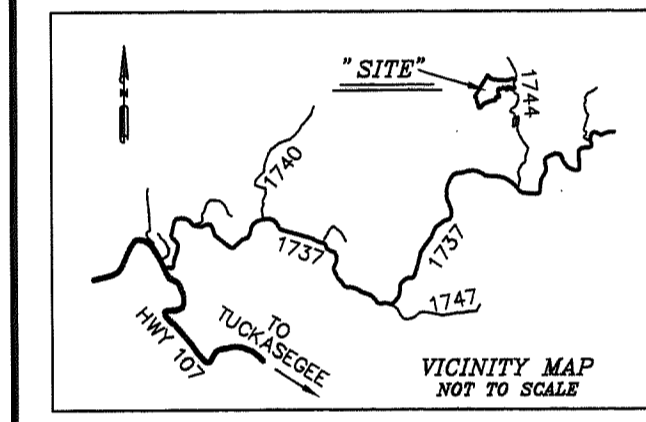 "SITE"
1744
1740
1737
1737
1747
HWY 107
TO
TUCKASEGEE
VICINITY MAP
NOT TO SCALE